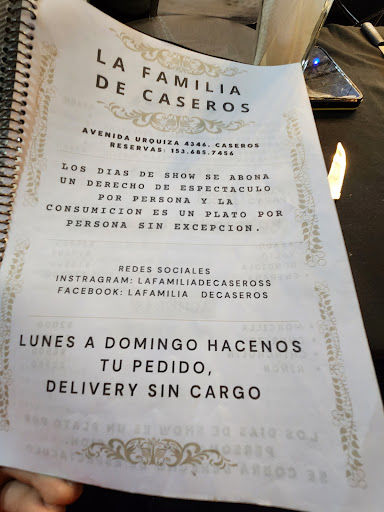 LA FAMILIA
DE CASEROS
AVENIDA URQUIZA 4346, CASEROS
RESERVAS: 153.685.7456
LOS DIAS DE SHOW SE ABONA
UN DERECHO DE ESPECTACULO
POR PERSONA Y LA
CONSUMICION ES UN PLATO POR
PERSONA SIN EXCEPCION.
REDES SOCIALES
INSTRAGRAM: LAFAMILIADECASEROSS
FACEBOOK: LAFAMILIA DECASEROS
LUNES A DOMINGO HACENOS
TU PEDIDO,
DELIVERY SIN CARGO